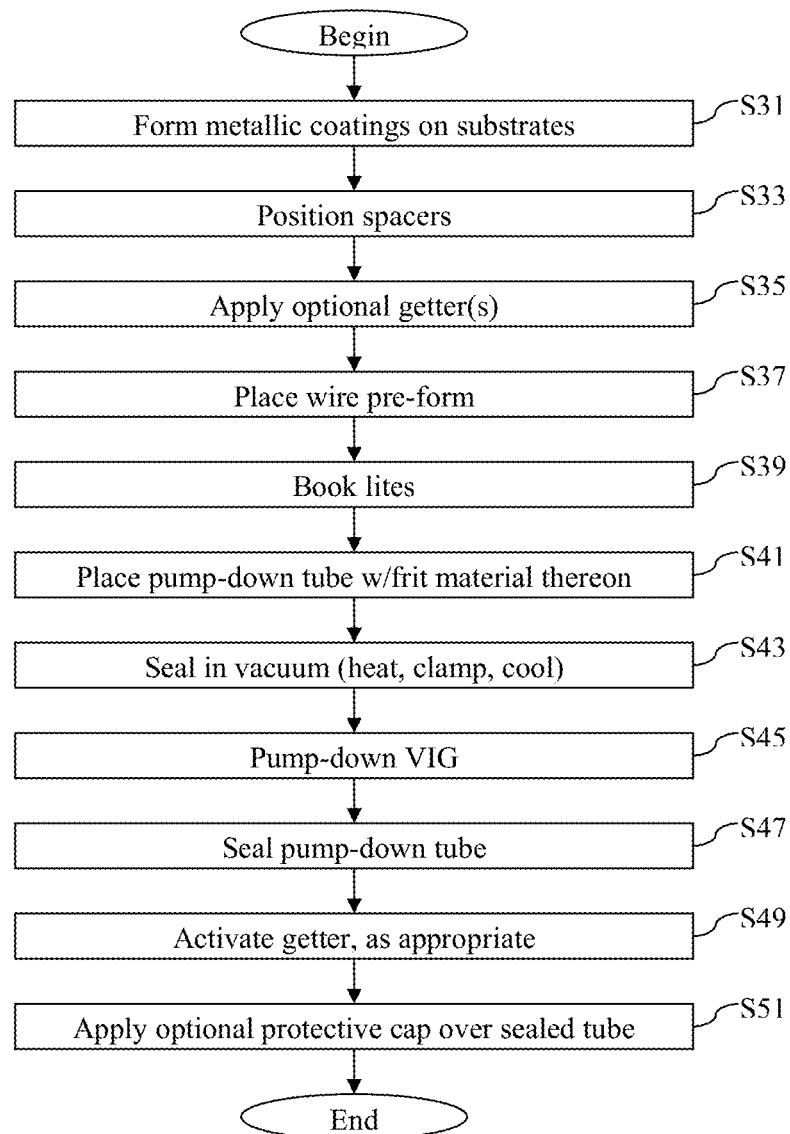 Begin
S31
Form metallic coatings on substrates
S33
Position spacers
S35
Apply optional getter(s)
S37
Place wire pre-form
S39
Book lites
S41
Place pump-down tube w/frit material thereon
S43
Seal in vacuum (heat, clamp, cool)
S45
Pump-down VIG
S47
Seal pump-down tube
S49
Activate getter, as appropriate
S51
Apply optional protective cap over sealed tube
End